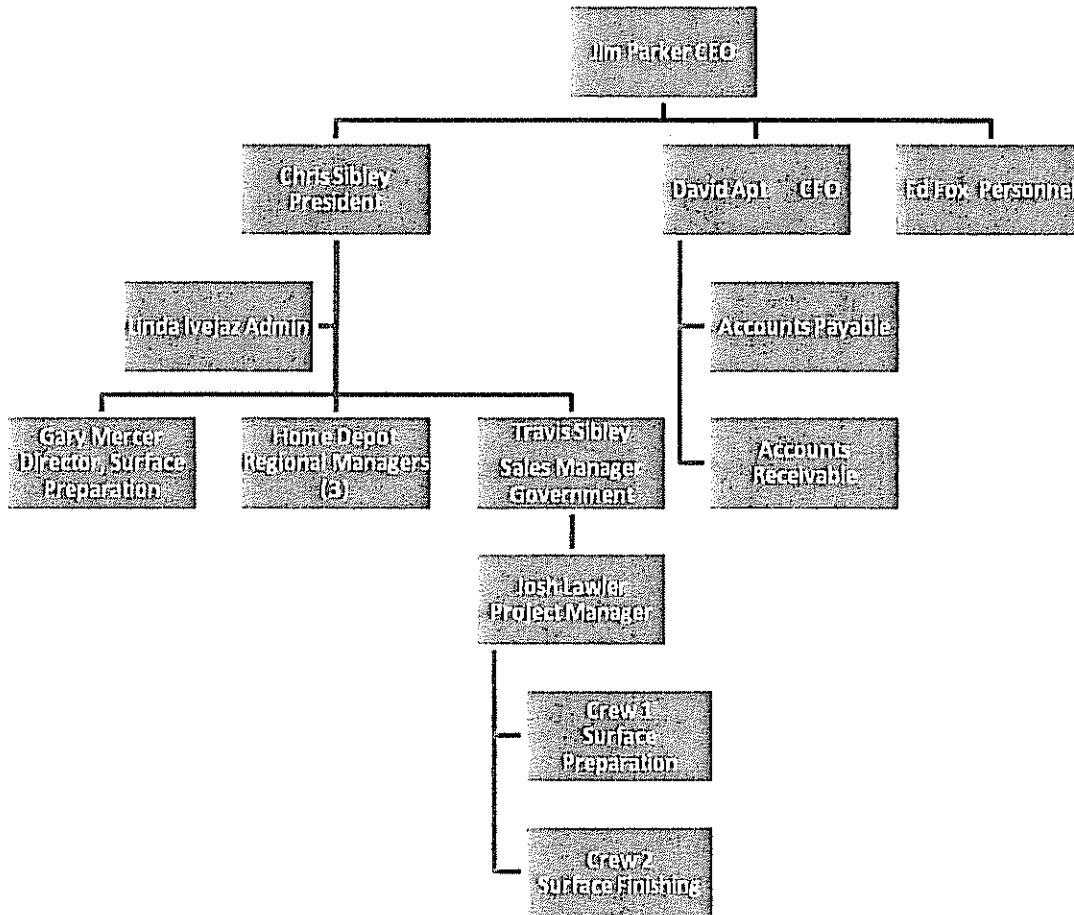 Jim Parker CEO
Chris Sibley
President
David Apt CFO
Ed Fox Personnel
Linda Ivejaz Admin
Accounts Payable
Gary Mercer
Director, Surface
Preparation
Home Depot
Regional Managers
(3)
Travis Sibley
Sales Manager
Government
Accounts
Receivable
Josh Lawler
Project Manager
Crew 1
Surface
Preparation
Crew 2
Surface Finishing